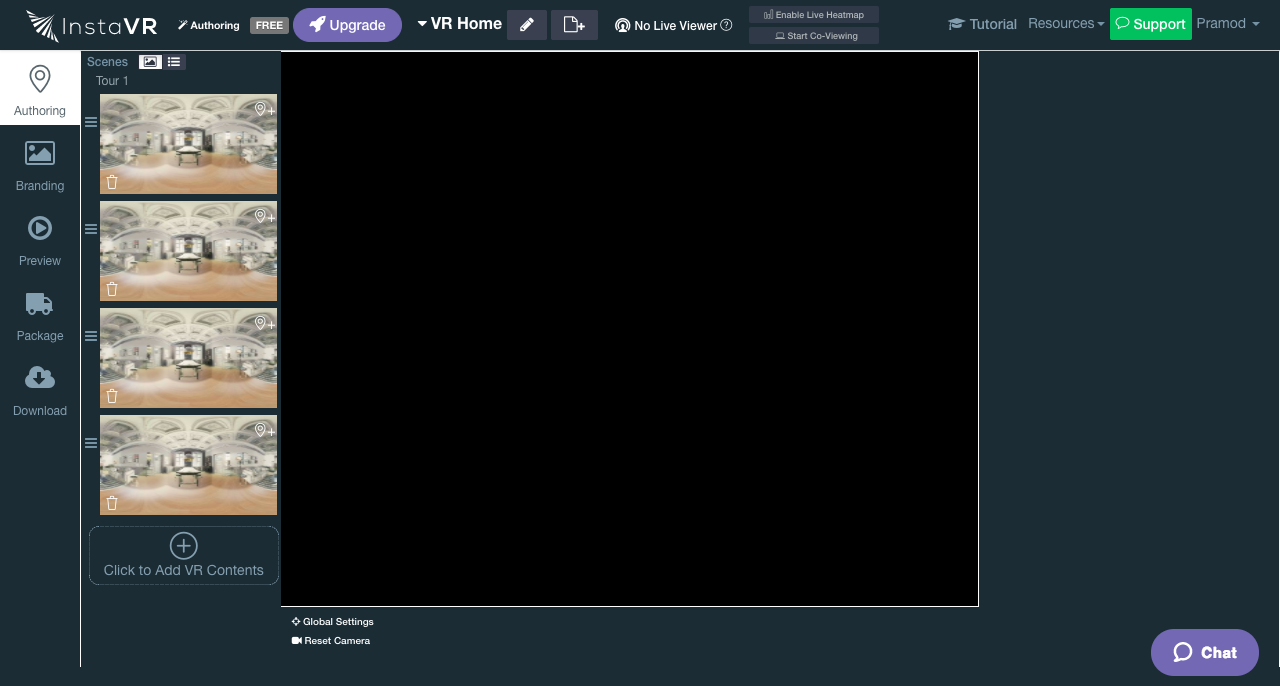 InstaVR
Authoring
FREE
Upgrade
VR Home
No Live Viewer
Enable Live Heatmap
Start Co-Viewing
Tutorial
Resources
Support
Pramod
Authoring
Branding
Preview
Package
Download
Scenes
Tour 1
Click to Add VR Contents
Global Settings
Reset Camera
Chat